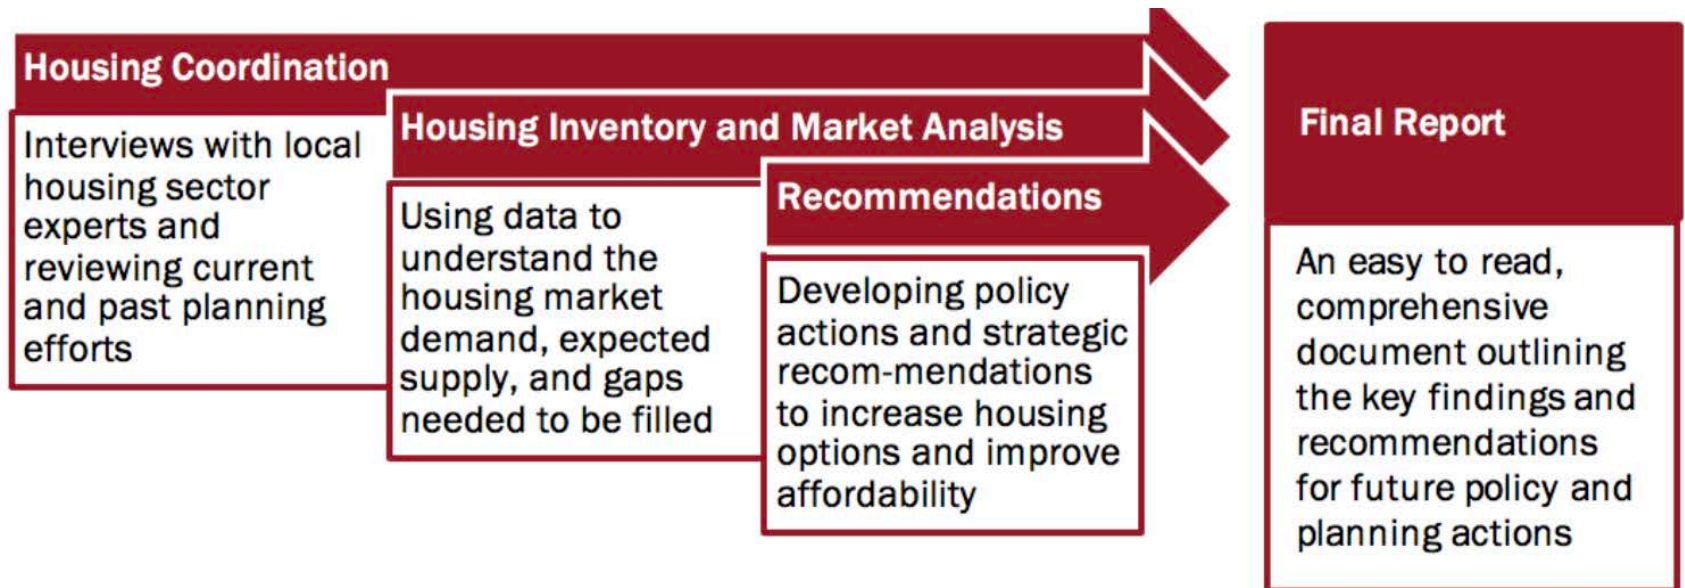 Housing Coordination
Interviews with local
housing sector
experts and
reviewing current
and past planning
efforts
Housing Inventory and Market Analysis
Using data to
understand the
housing market
demand, expected
supply, and gaps
needed to be filled
Recommendations
Developing policy
actions and strategic
recom-mendations
to increase housing
options and improve
affordability
Final Report
An easy to read,
comprehensive
document outlining
the key findings and
recommendations
for future policy and
planning actions